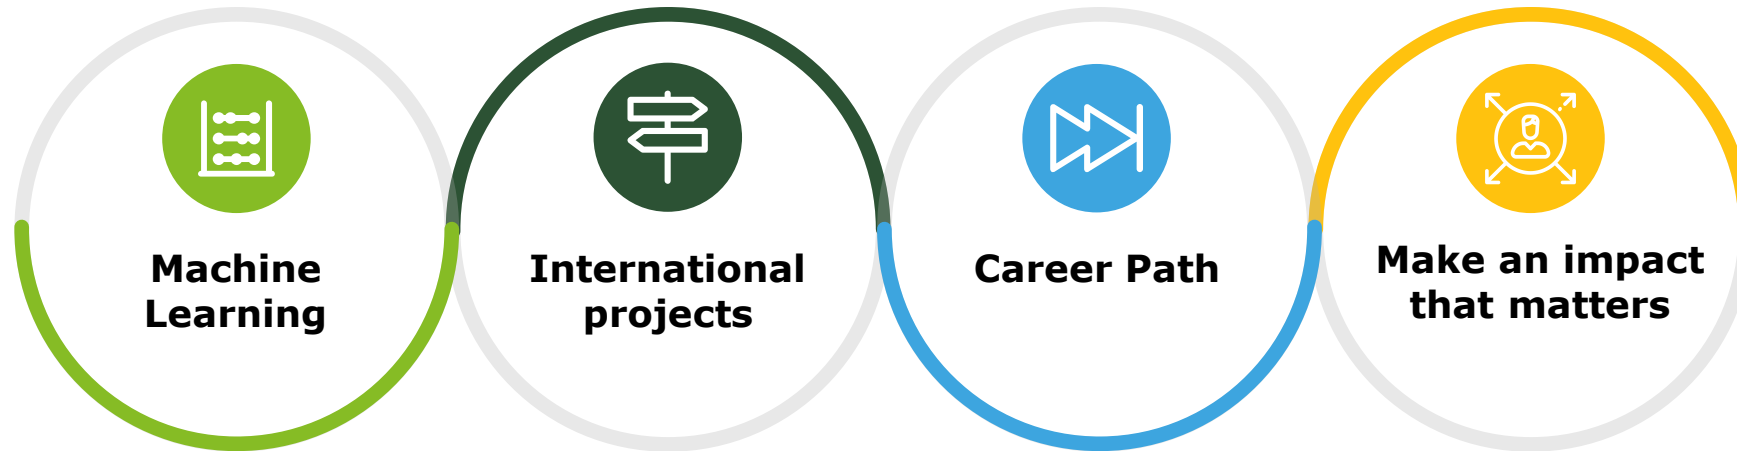 Machine
Learning
International
projects
Career Path
Make an impact
that matters